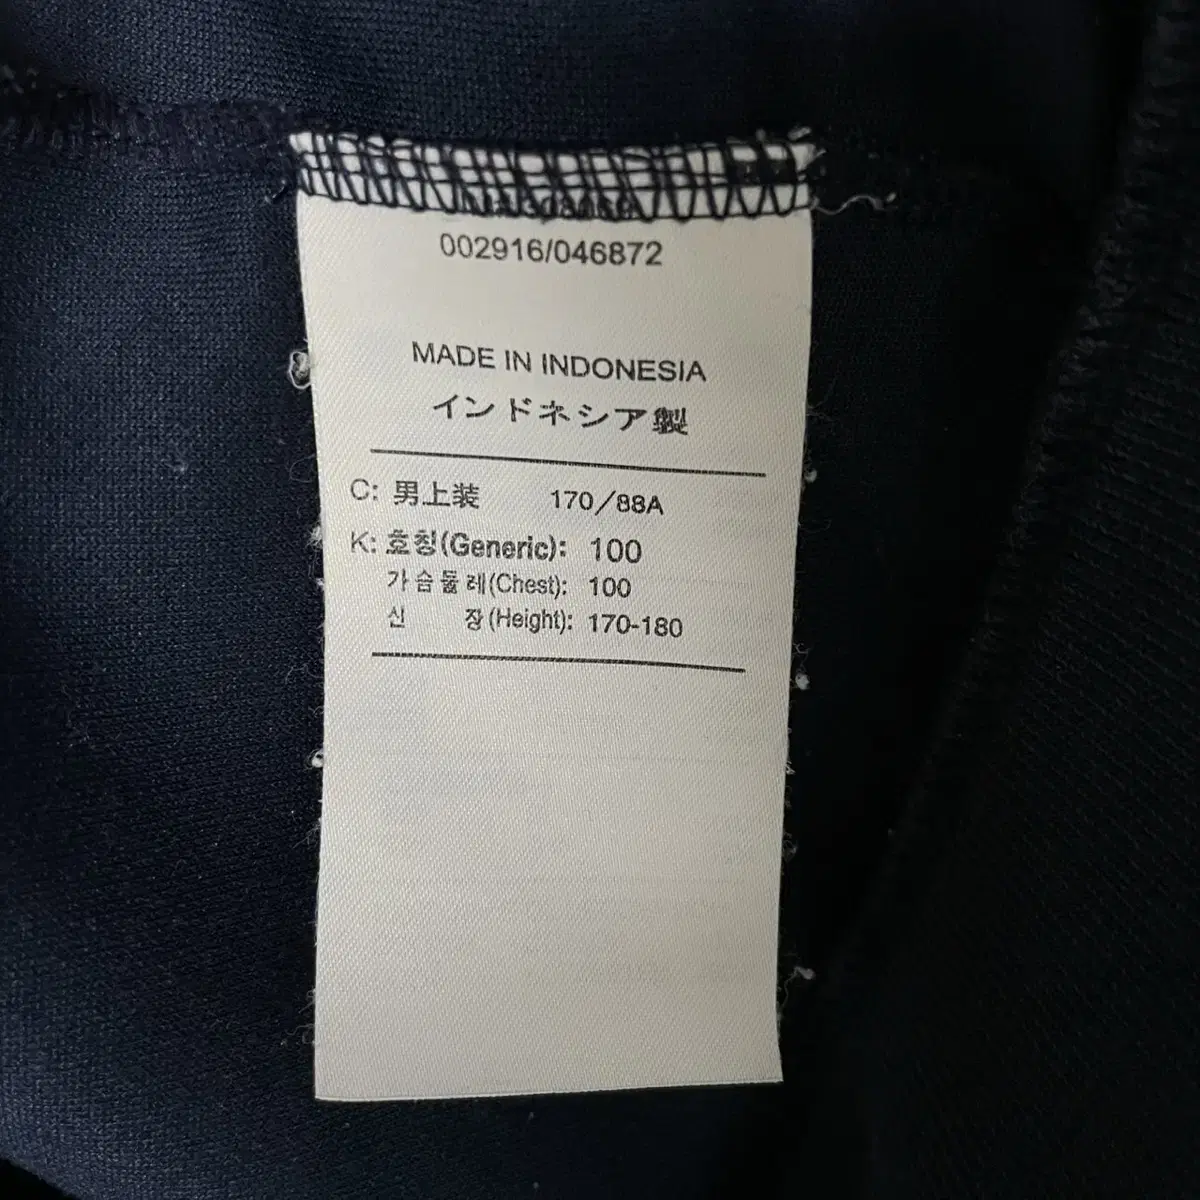 002916/046872
MADE IN INDONESIA
インドネシア製
C: 男上装 170/88A
K: 호칭(Generic): 100
가슴둘레(Chest): 100
신 장(Height): 170-180